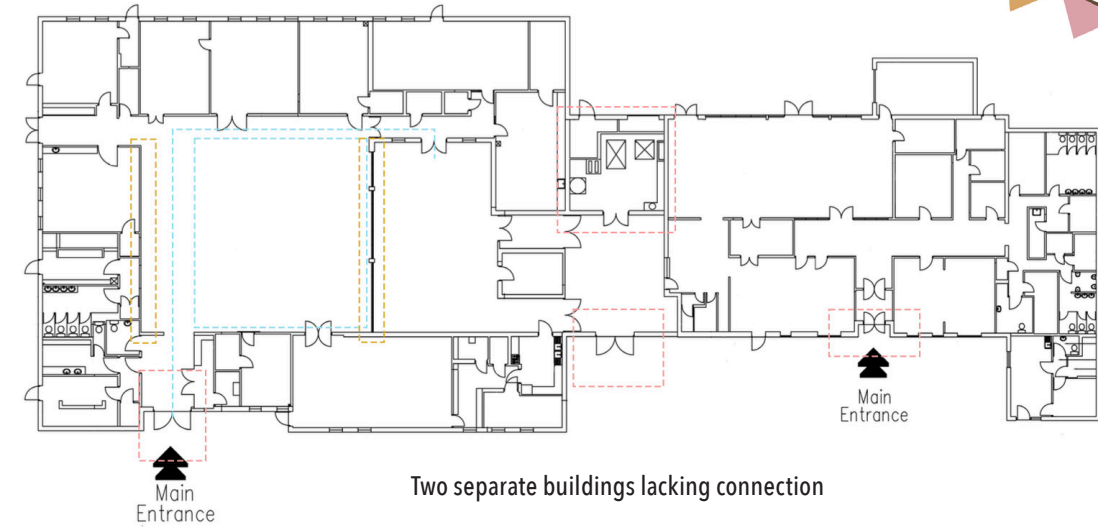 Main
Entrance
Main
Entrance
Two separate buildings lacking connection